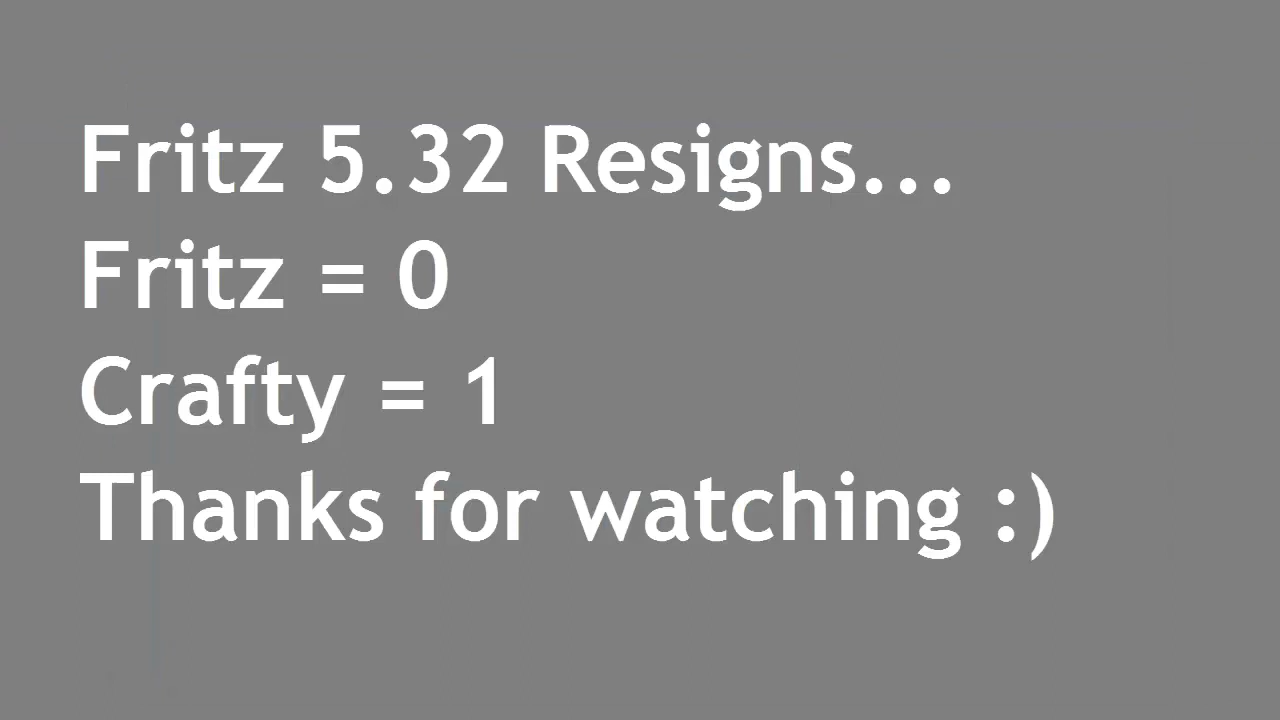 Fritz 5.32 Resigns...
Fritz = 0
Crafty = 1
Thanks for watching :)